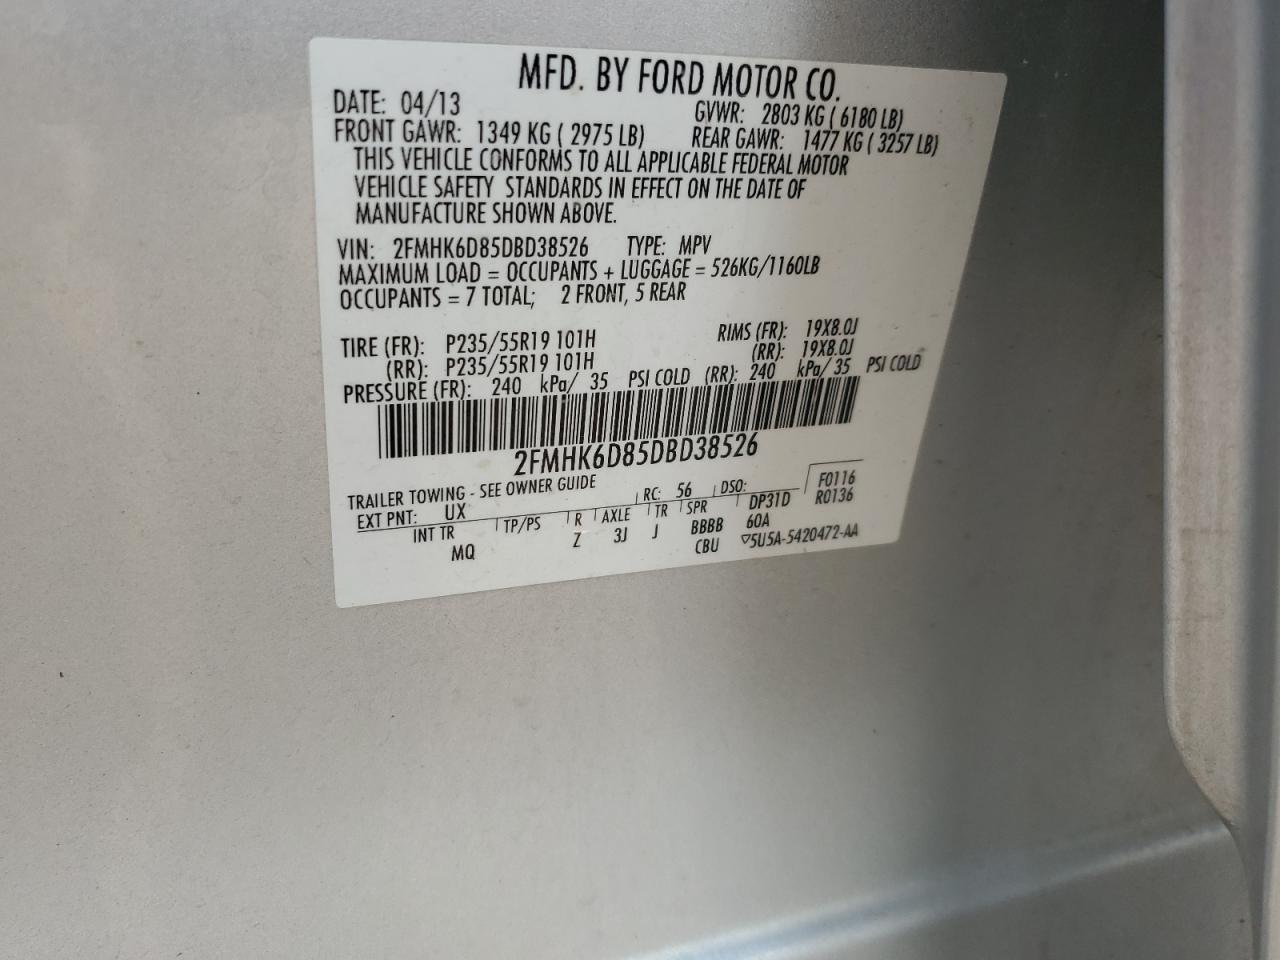 MFD. BY FORD MOTOR CO.
DATE: 04/13 GVWR: 2803 KG ( 6180 LB)
FRONT GAWR: 1349 KG ( 2975 LB) REAR GAWR: 1477 KG ( 3257 LB)
THIS VEHICLE CONFORMS TO ALL APPLICABLE FEDERAL MOTOR
VEHICLE SAFETY STANDARDS IN EFFECT ON THE DATE OF
MANUFACTURE SHOWN ABOVE.
VIN: 2FMHK6D85DBD38526 TYPE: MPV
MAXIMUM LOAD = OCCUPANTS + LUGGAGE = 526KG/1160LB
OCCUPANTS = 7 TOTAL; 2 FRONT, 5 REAR
TIRE (FR): P235/55R19 101H RIMS (FR): 19X8.0J
(RR): P235/55R19 101H (RR): 19X8.0J
PRESSURE (FR): 240 kPa/ 35 PSI COLD (RR): 240 kPa/ 35 PSI COLD
2FMHK6D85DBD38526
TRAILER TOWING - SEE OWNER GUIDE
EXT PNT: UX RC: 56 DSO: F0116
INT TR TP/PS R AXLE TR SPR DP31D R0136
MQ Z 3J J BBBB 60A
CBU ▽5U5A-5420472-AA